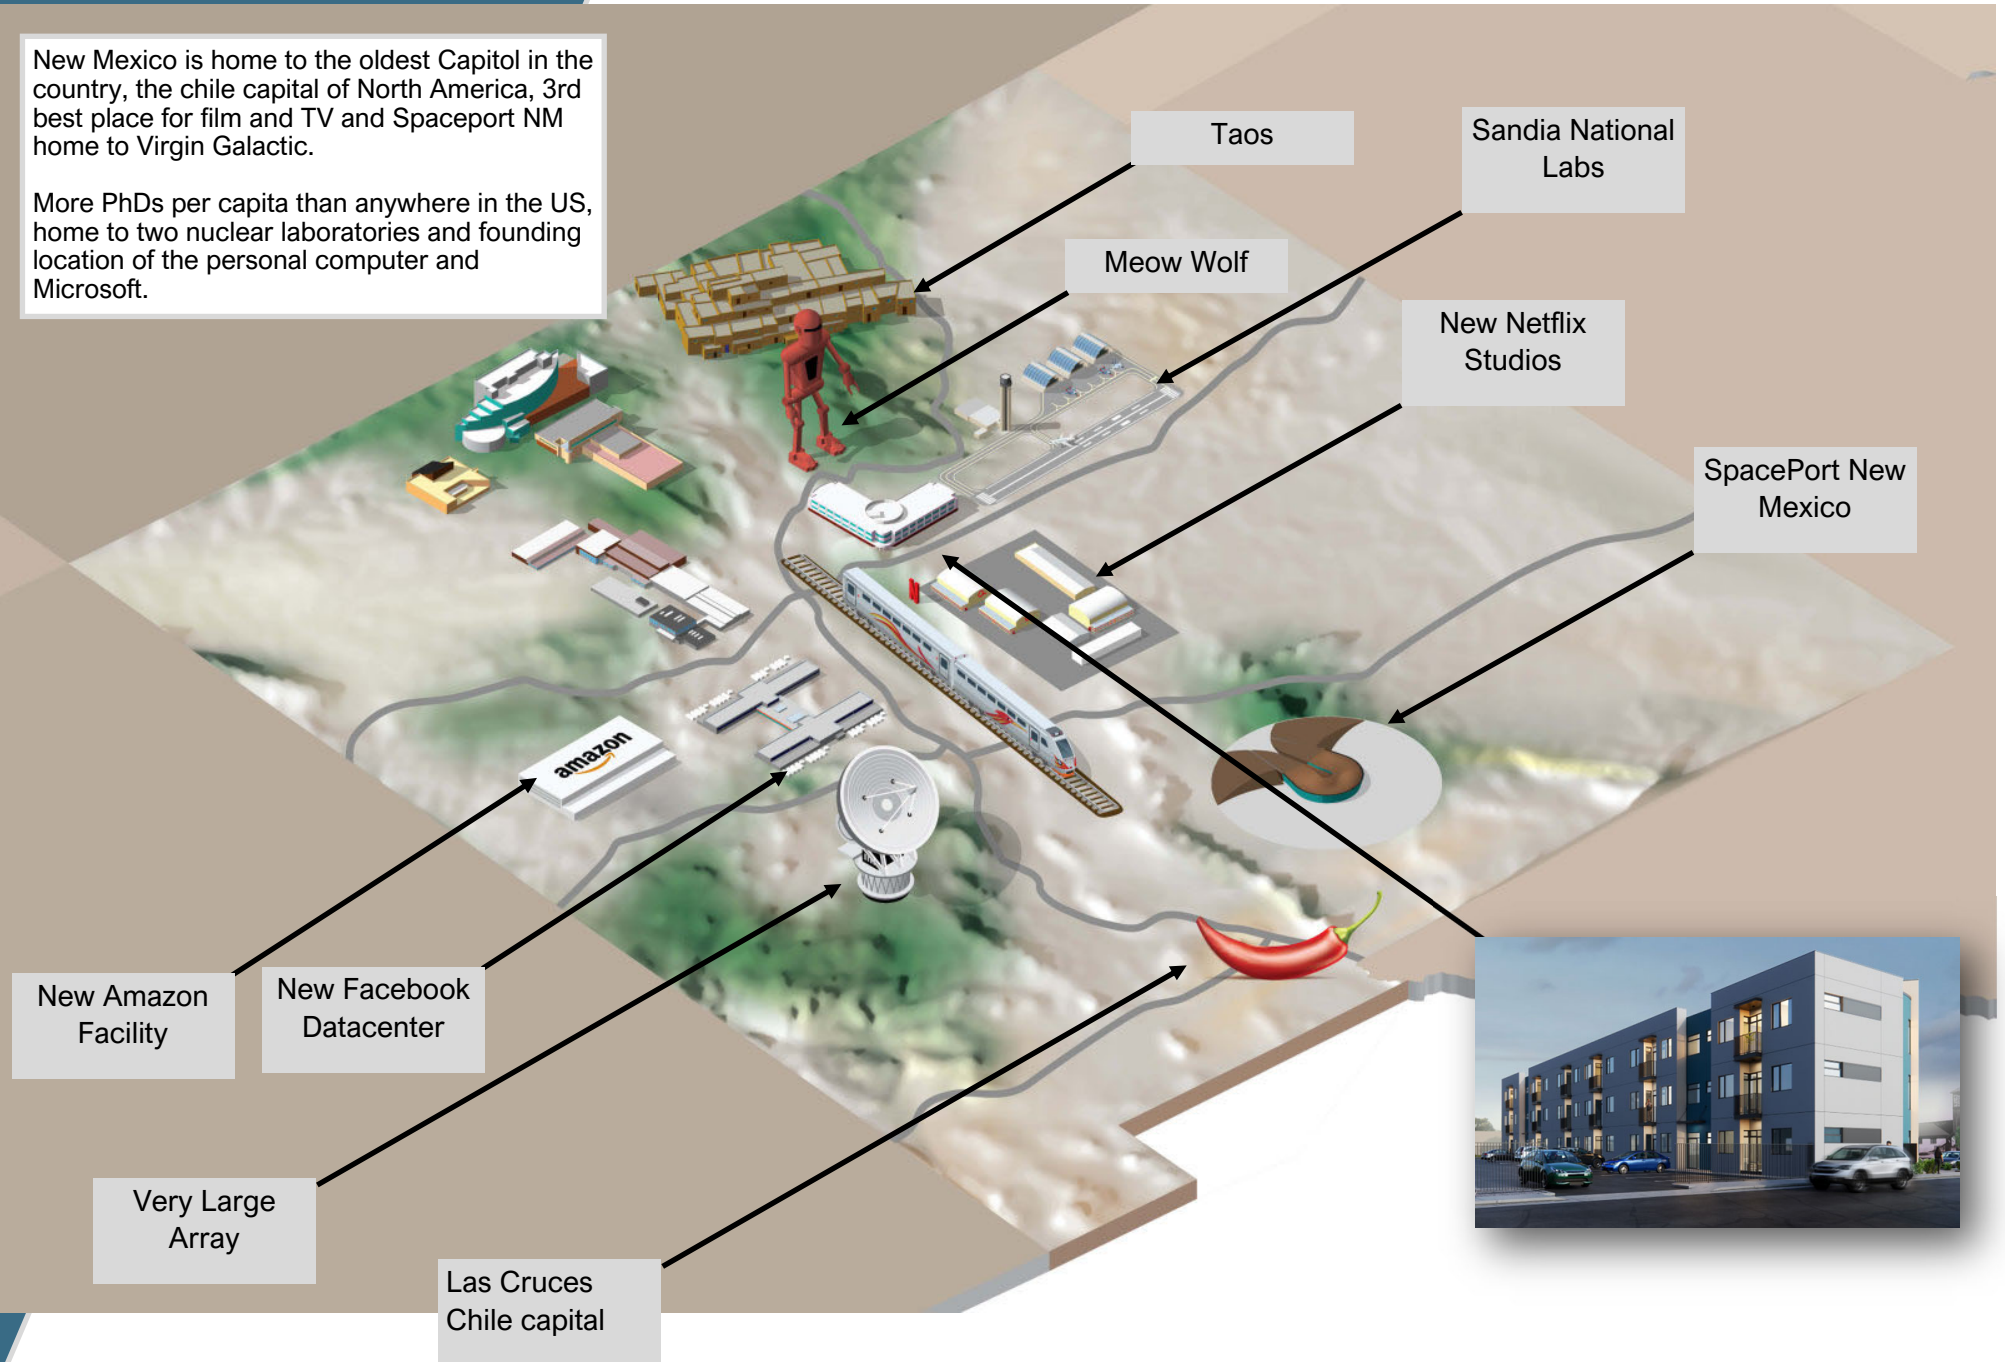 New Mexico is home to the oldest Capitol in the
country, the chile capital of North America, 3rd
best place for film and TV and Spaceport NM
home to Virgin Galactic.
More PhDs per capita than anywhere in the US,
home to two nuclear laboratories and founding
location of the personal computer and
Microsoft.
Taos
Sandia National
Labs
Meow Wolf
New Netflix
Studios
SpacePort New
Mexico
N
amazon
New Amazon
Facility
New Facebook
Datacenter
Very Large
Array
Las Cruces
Chile capital